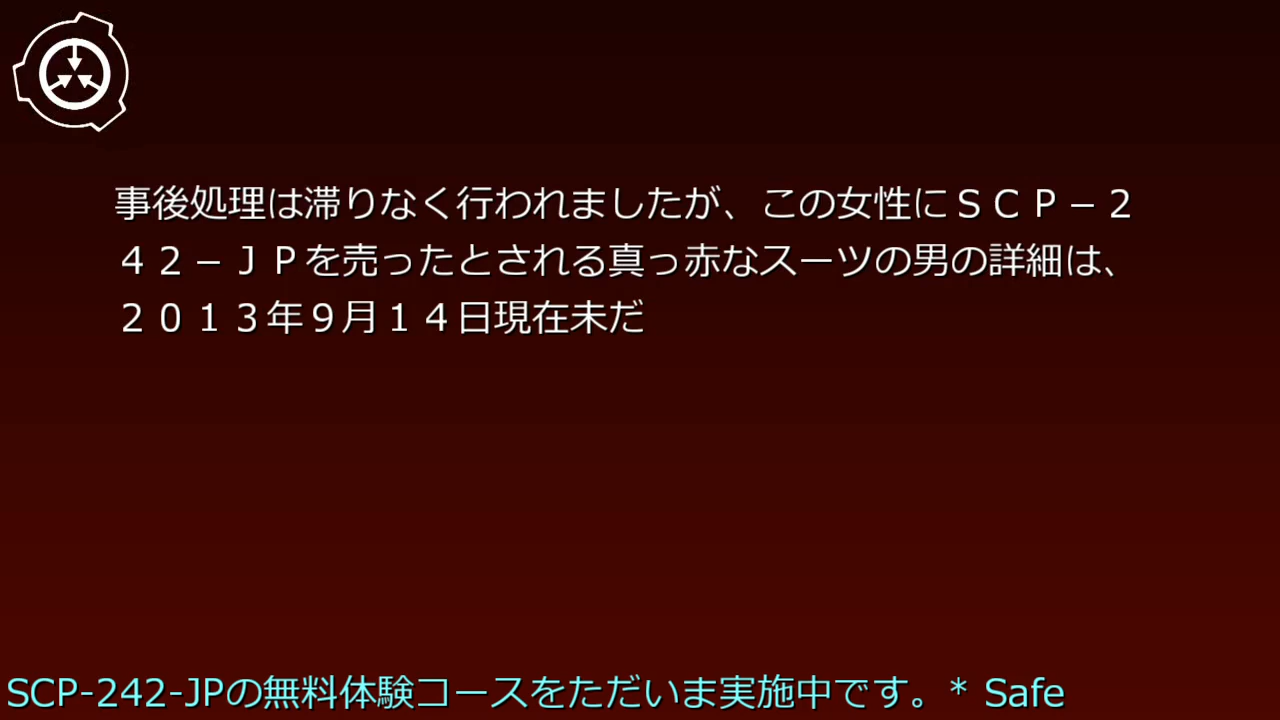 事後処理は滞りなく行われましたが、この女性にＳＣＰ－２
４２－ＪＰを売ったとされる真っ赤なスーツの男の詳細は、
２０１３年９月１４日現在未だ
SCP-242-JPの無料体験コースをただいま実施中です。* Safe